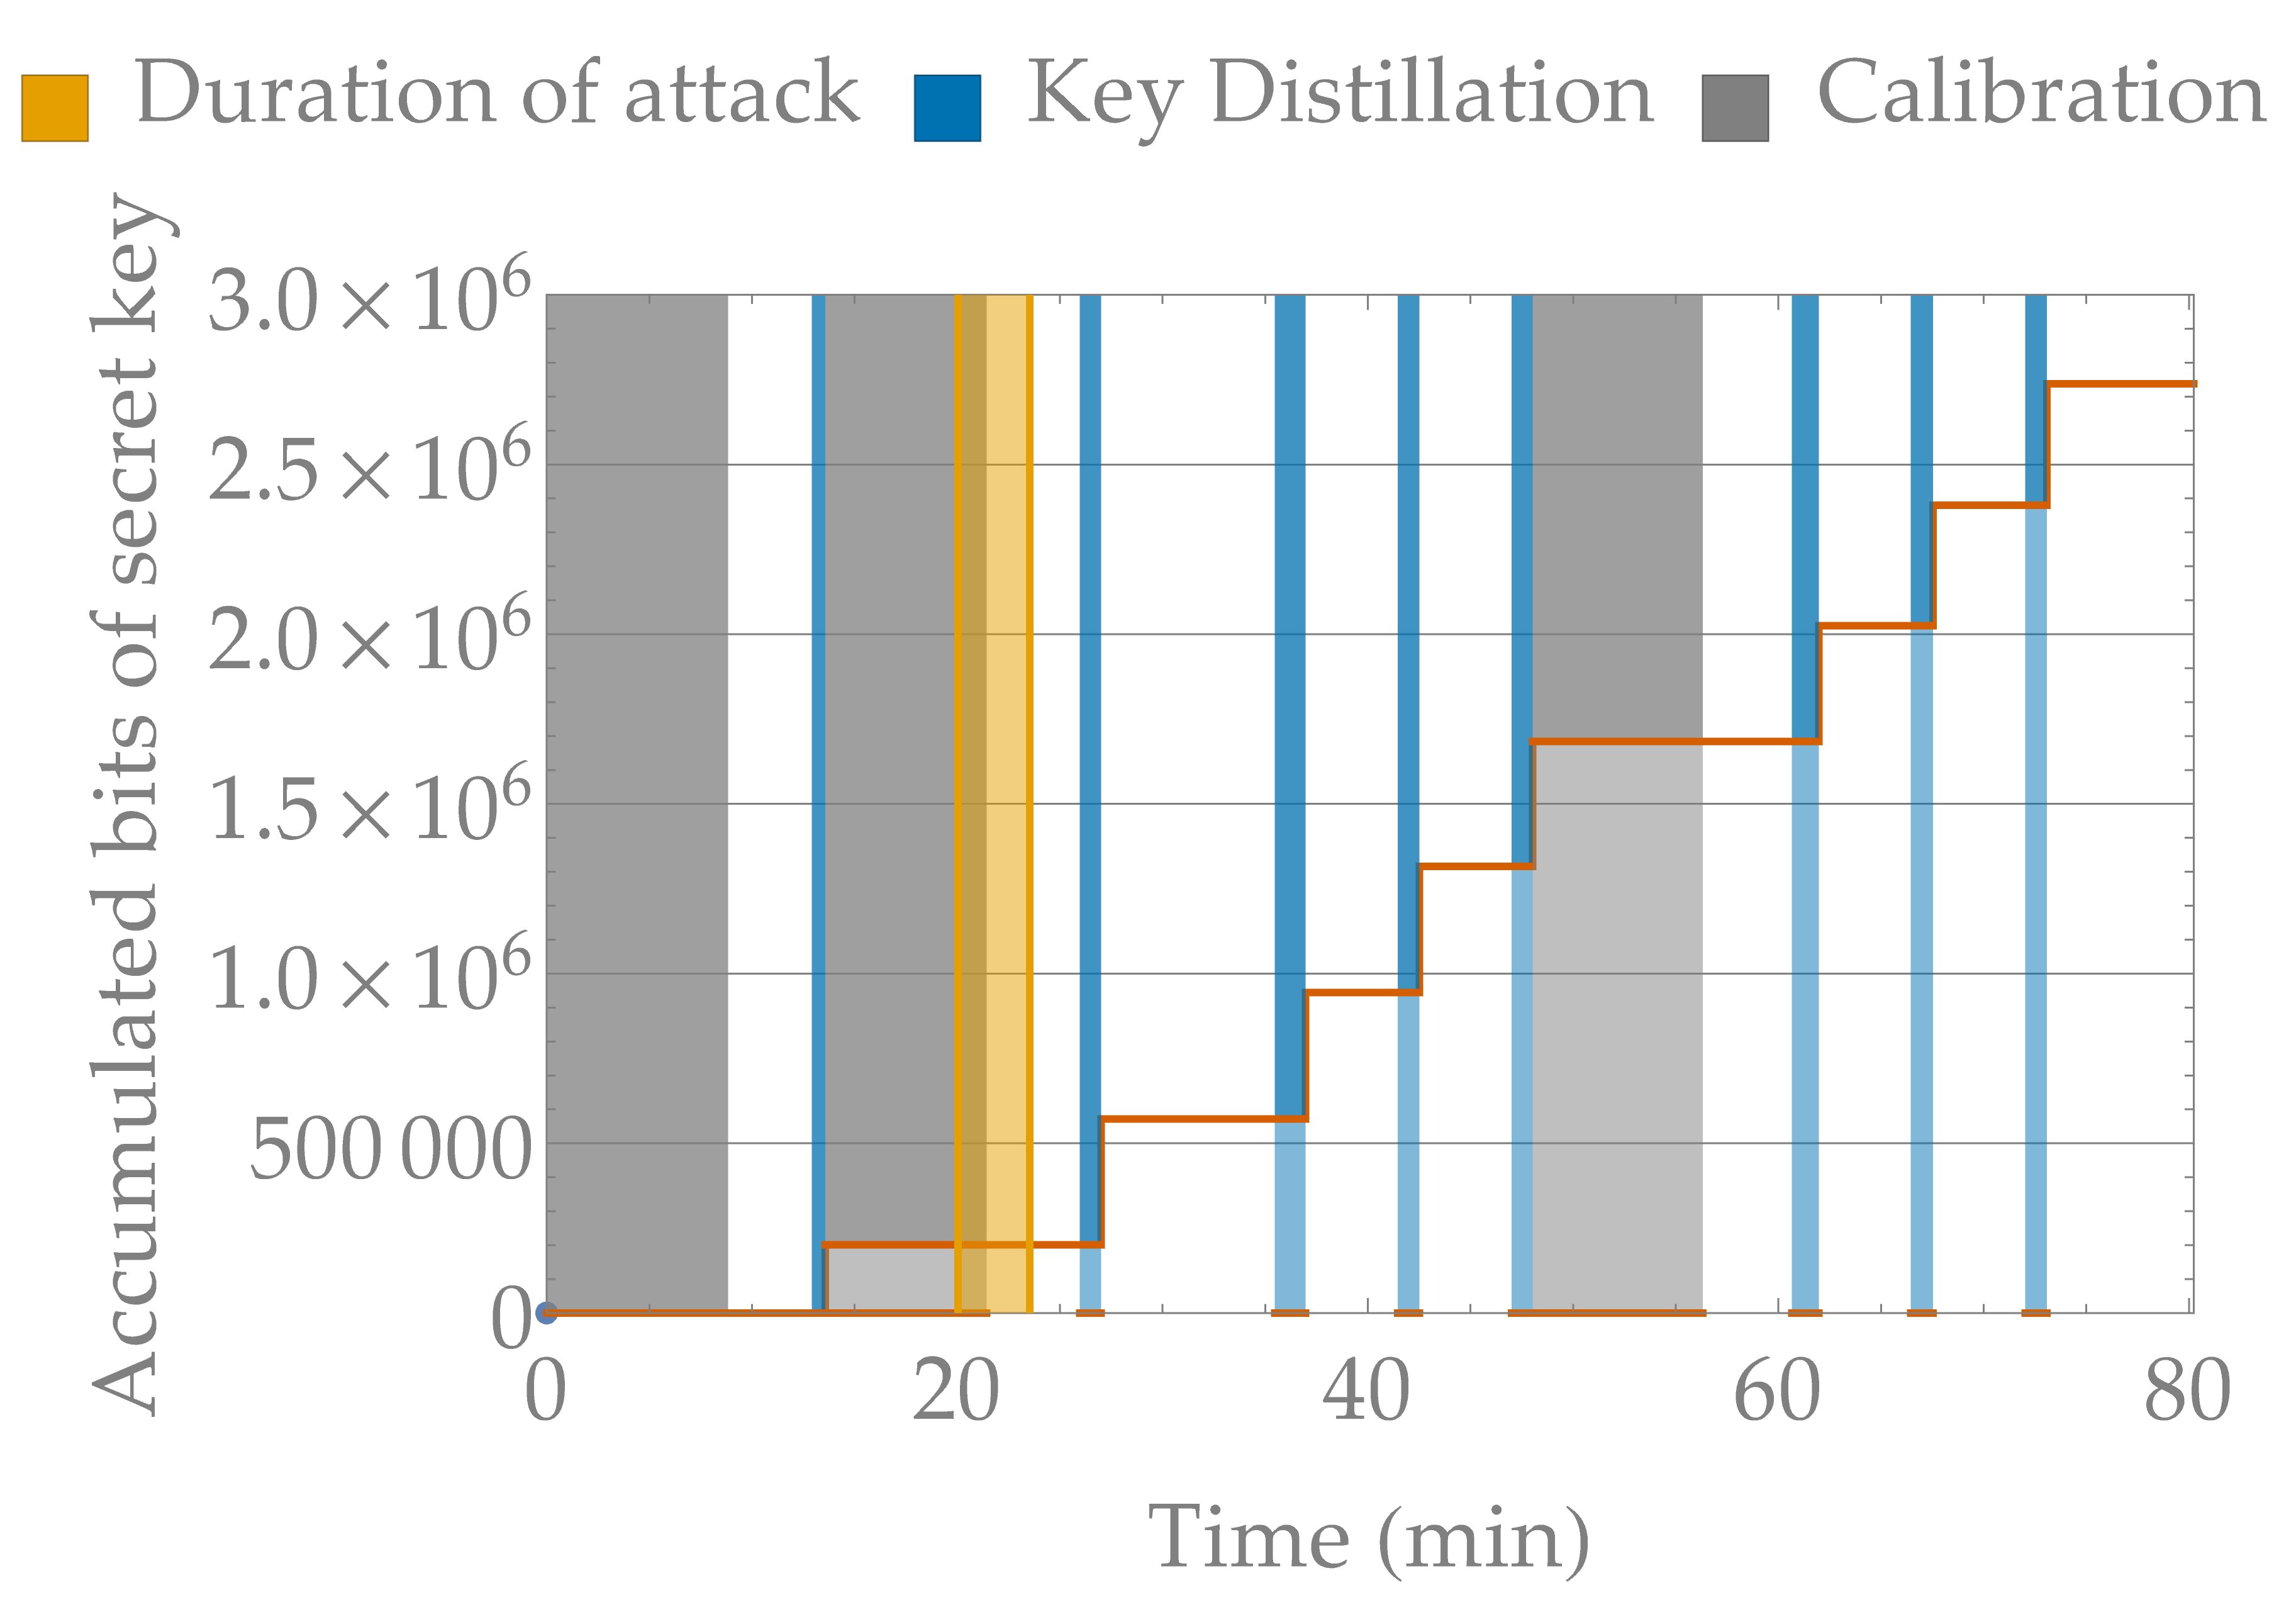 Duration of attack Key Distillation Calibration
Accumulated bits of secret key
3.0×10⁶
2.5×10⁶
2.0×10⁶
1.5×10⁶
1.0×10⁶
500 000
0
0 20 40 60 80
Time (min)